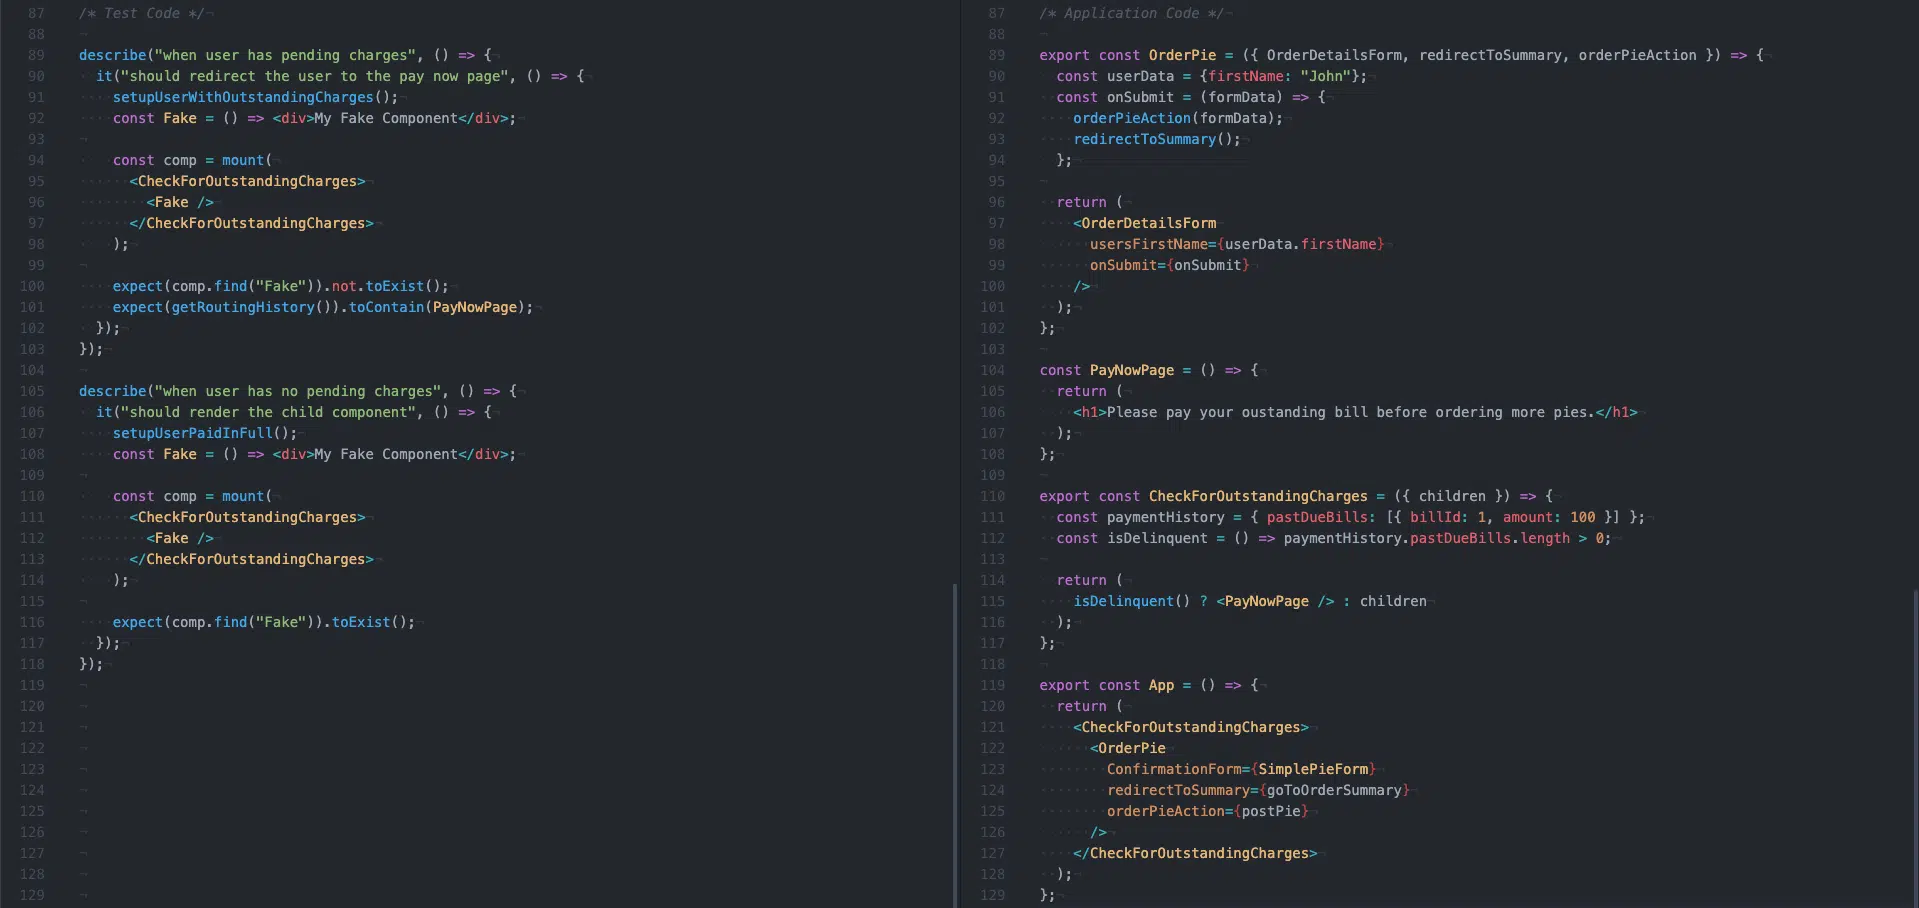 87 /* Test Code */
88
89 describe("when user has pending charges", () => {
90 it("should redirect the user to the pay now page", () => {
91 setupUserWithOutstandingCharges();
92 const Fake = () => <div>My Fake Component</div>;
93
94 const comp = mount(
95 <CheckForOutstandingCharges>
96 <Fake />
97 </CheckForOutstandingCharges>
98 );
99
100 expect(comp.find("Fake")).not.toExist();
101 expect(getRoutingHistory()).toContain(PayNowPage);
102 });
103 });
104
105 describe("when user has no pending charges", () => {
106 it("should render the child component", () => {
107 setupUserPaidInFull();
108 const Fake = () => <div>My Fake Component</div>;
109
110 const comp = mount(
111 <CheckForOutstandingCharges>
112 <Fake />
113 </CheckForOutstandingCharges>
114 );
115
116 expect(comp.find("Fake")).toExist();
117 });
118 });
119
120
121
122
123
124
125
126
127
128
129
87 /* Application Code */
88
89 export const OrderPie = ({ OrderDetailsForm, redirectToSummary, orderPieAction }) => {
90 const userData = {firstName: "John"};
91 const onSubmit = (formData) => {
92 orderPieAction(formData);
93 redirectToSummary();
94 };
95
96 return (
97 <OrderDetailsForm
98 usersFirstName={userData.firstName}
99 onSubmit={onSubmit}
100 />
101 );
102 };
103
104 const PayNowPage = () => {
105 return (
106 <h1>Please pay your oustanding bill before ordering more pies.</h1>
107 );
108 };
109
110 export const CheckForOutstandingCharges = ({ children }) => {
111 const paymentHistory = { pastDueBills: [{ billId: 1, amount: 100 }] };
112 const isDelinquent = () => paymentHistory.pastDueBills.length > 0;
113
114 return (
115 isDelinquent() ? <PayNowPage /> : children
116 );
117 };
118
119 export const App = () => {
120 return (
121 <CheckForOutstandingCharges>
122 <OrderPie
123 ConfirmationForm={SimplePieForm}
124 redirectToSummary={goToOrderSummary}
125 orderPieAction={postPie}
126 />
127 </CheckForOutstandingCharges>
128 );
129 };